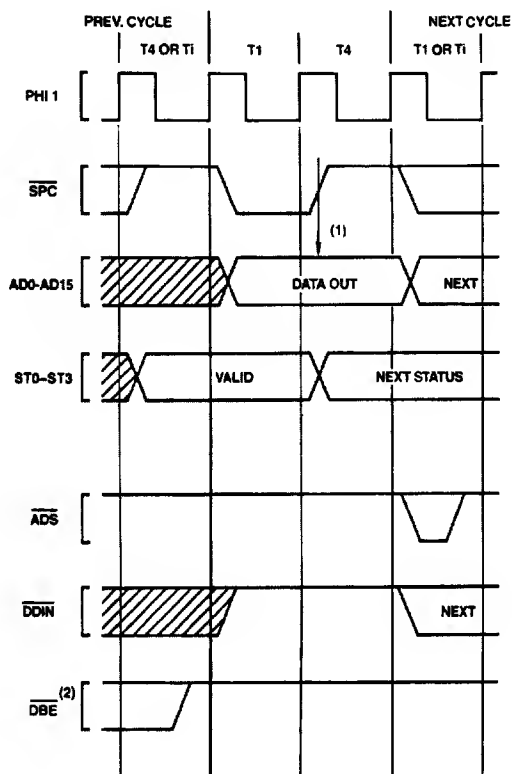 PREV. CYCLE NEXT CYCLE
T4 OR Ti T1 T4 T1 OR Ti
PHI 1
SPC
(1)
AD0-AD15 DATA OUT NEXT
ST0–ST3 VALID NEXT STATUS
ADS
DDIN NEXT
DBE (2)